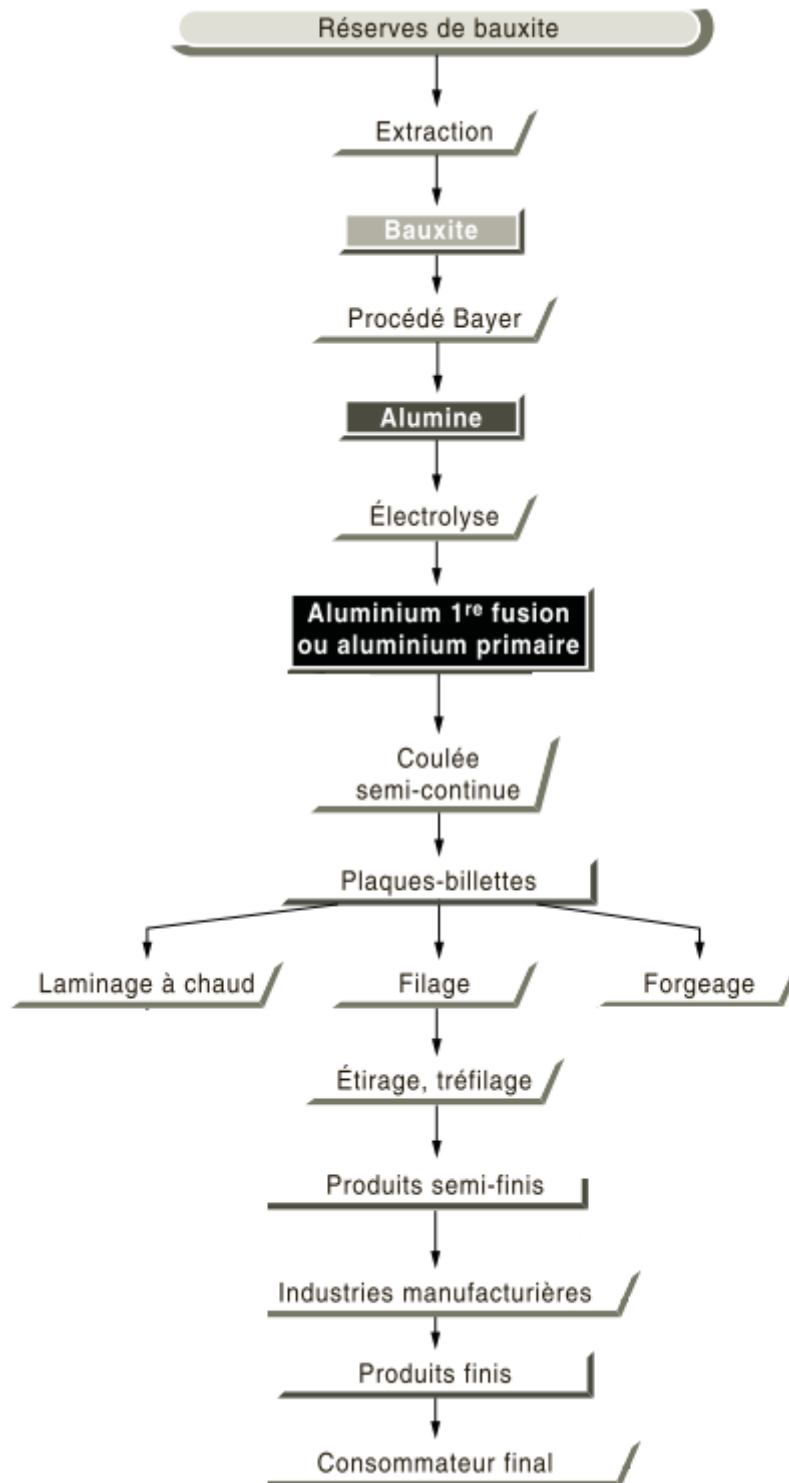 Réserves de bauxite
Extraction
Bauxite
Procédé Bayer
Alumine
Électrolyse
Aluminium 1re fusion
ou aluminium primaire
Coulée
semi-continue
Plaques-billettes
Laminage à chaud
Filage
Forgeage
Étirage, tréfilage
Produits semi-finis
Industries manufacturières
Produits finis
Consommateur final